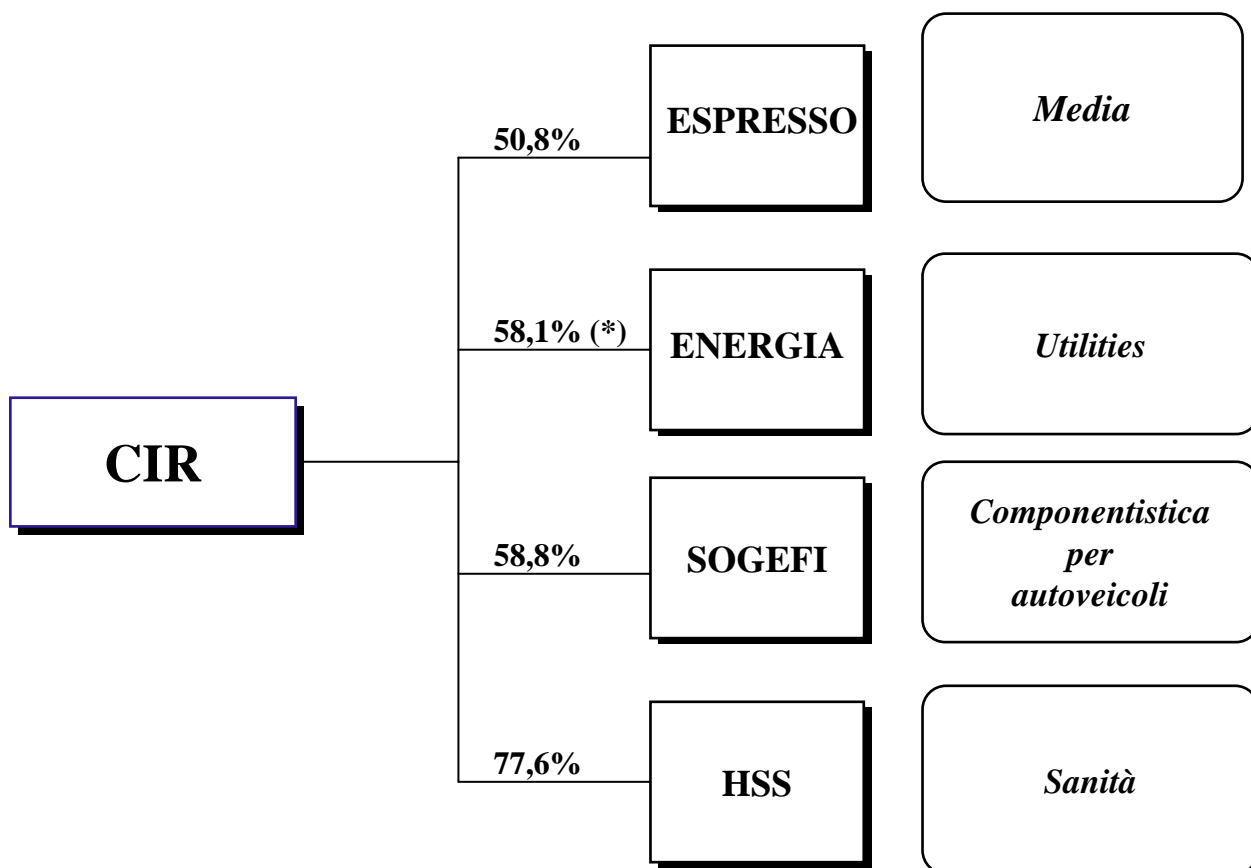 ESPRESSO
Media
50,8%
58,1% (*)
ENERGIA
Utilities
CIR
58,8%
SOGEFI
Componentistica
per
autoveicoli
77,6%
HSS
Sanità